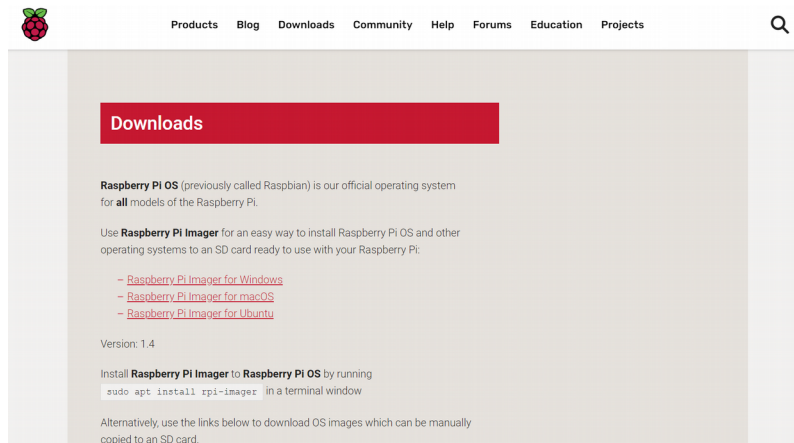 Products Blog Downloads Community Help Forums Education Projects
Downloads
Raspberry Pi OS (previously called Raspbian) is our official operating system
for all models of the Raspberry Pi.
Use Raspberry Pi Imager for an easy way to install Raspberry Pi OS and other
operating systems to an SD card ready to use with your Raspberry Pi:
– Raspberry Pi Imager for Windows
– Raspberry Pi Imager for macOS
– Raspberry Pi Imager for Ubuntu
Version: 1.4
Install Raspberry Pi Imager to Raspberry Pi OS by running
sudo apt install rpi-imager in a terminal window
Alternatively, use the links below to download OS images which can be manually
copied to an SD card.